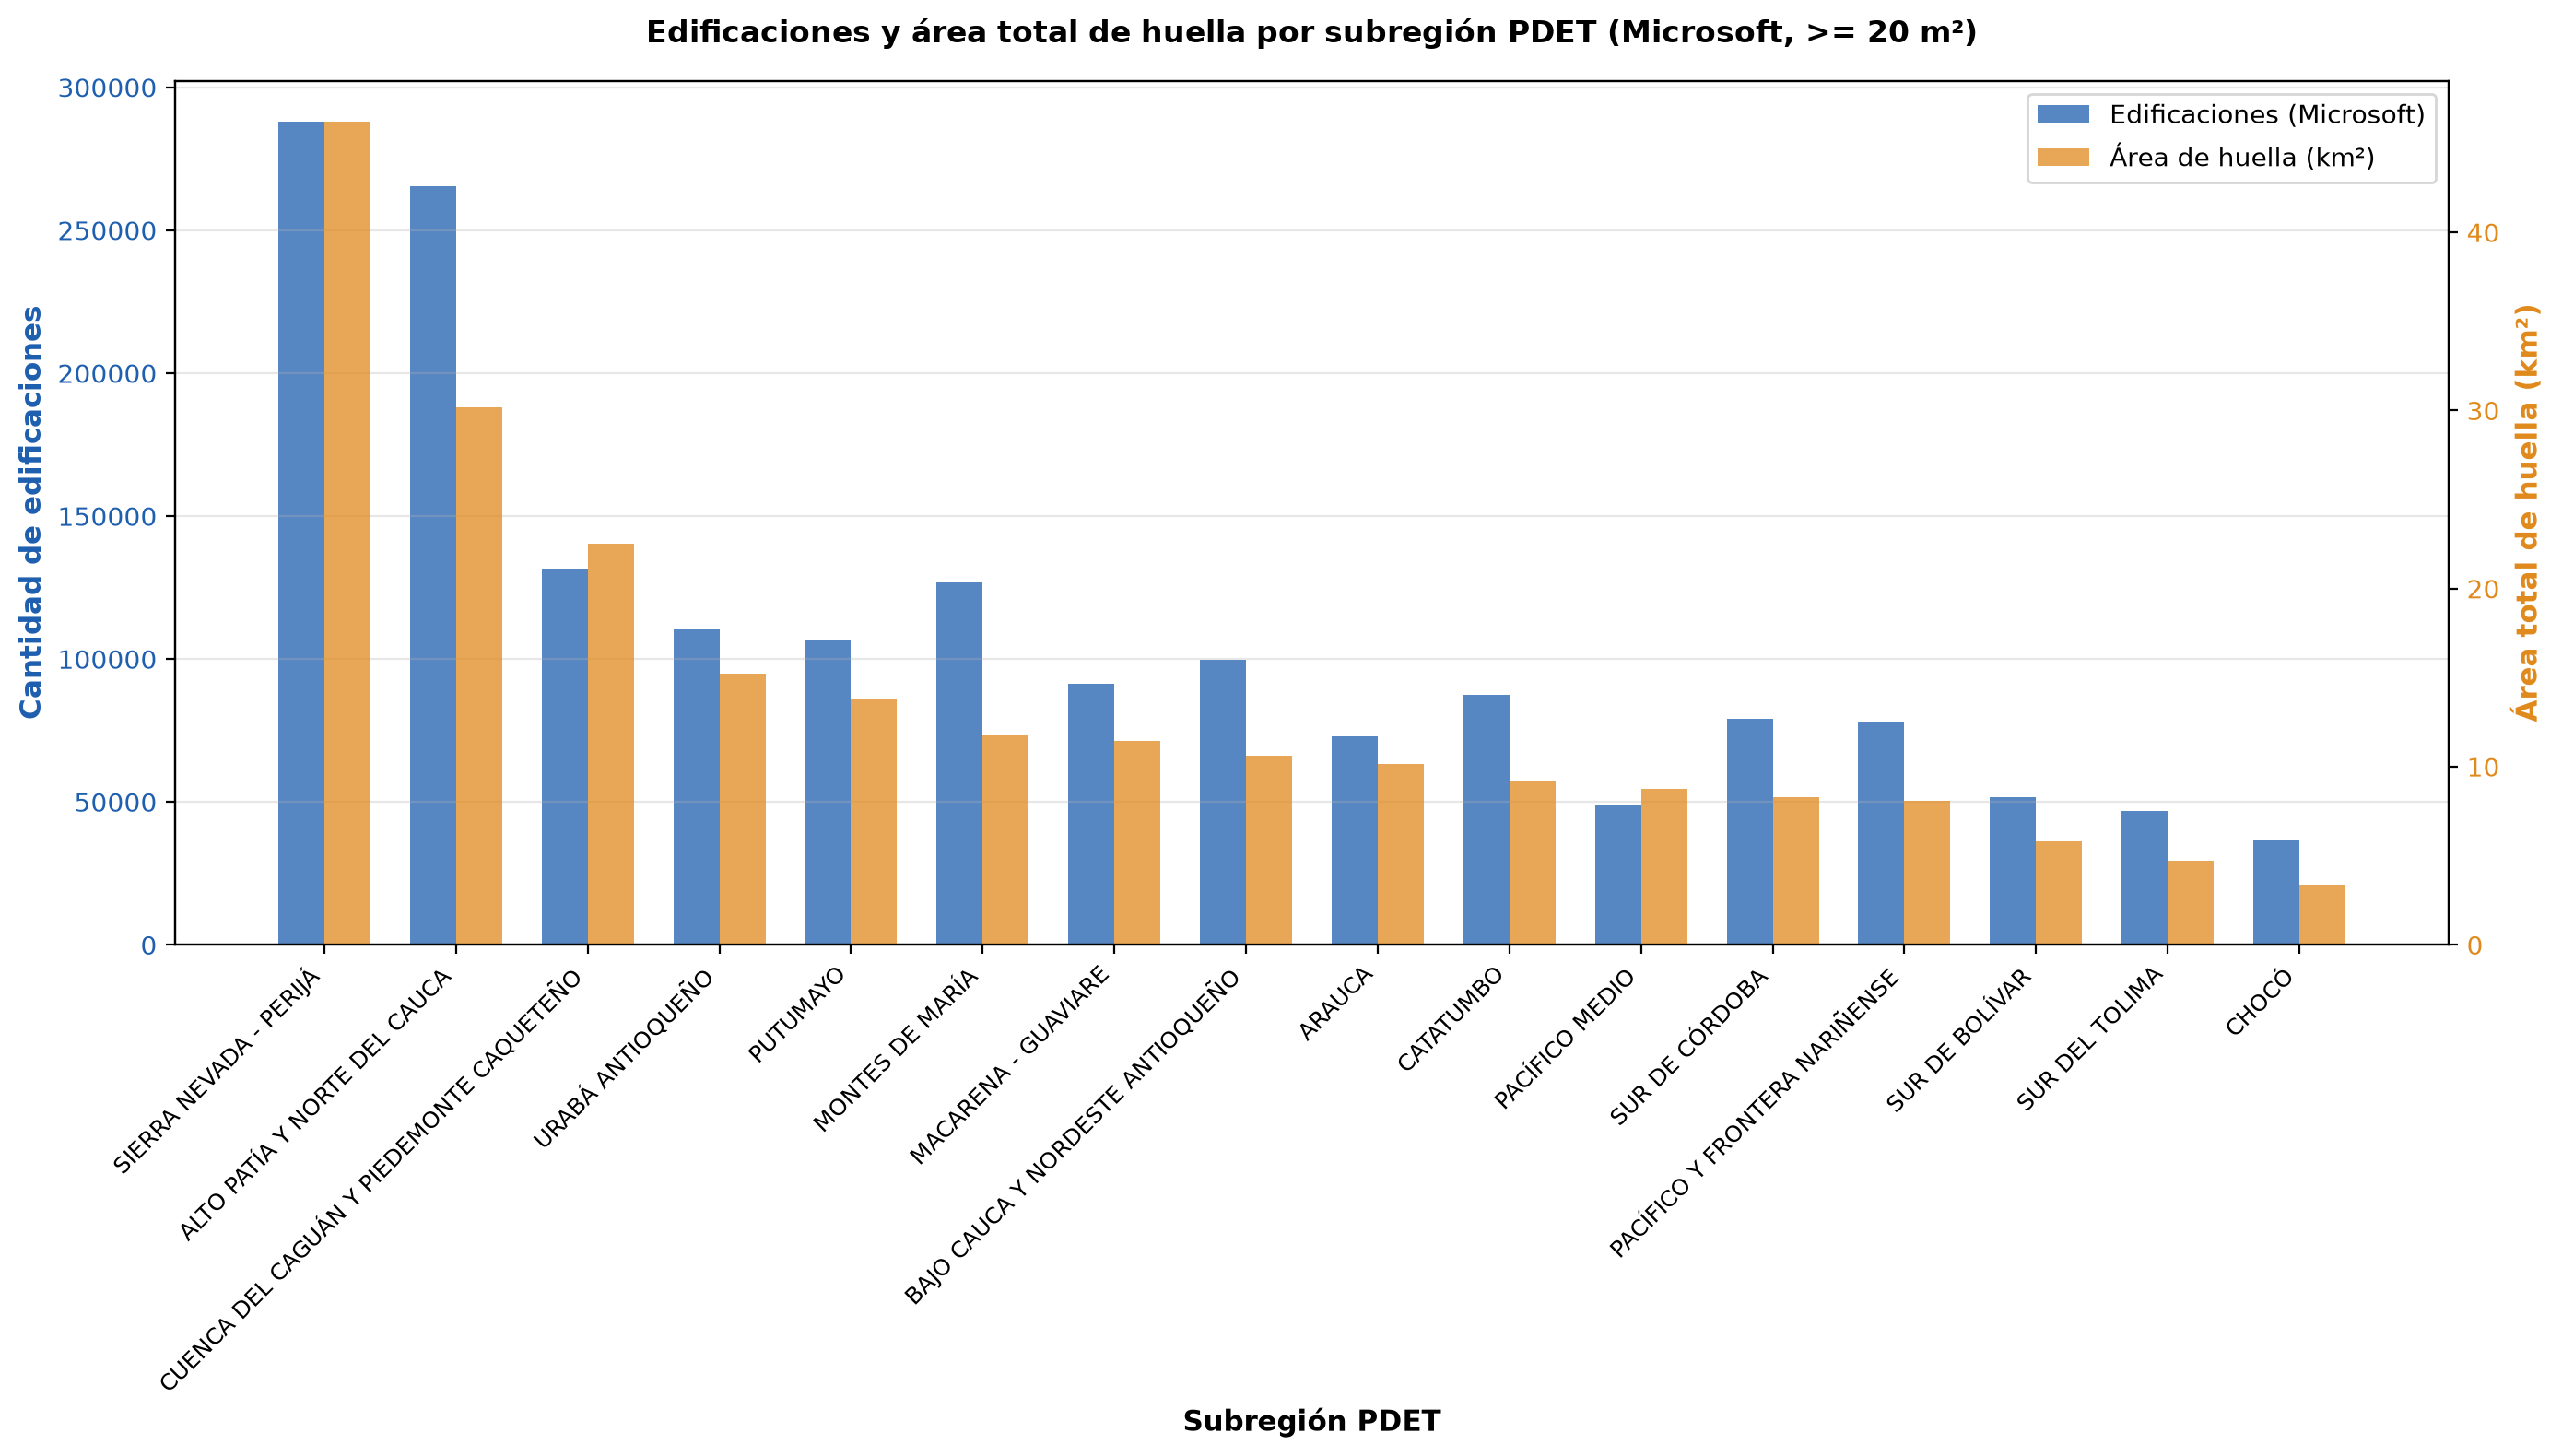 Edificaciones y área total de huella por subregión PDET (Microsoft, >= 20 m²)
Edificaciones (Microsoft)
Área de huella (km²)
Cantidad de edificaciones
300000
250000
200000
150000
100000
50000
0
Área total de huella (km²)
40
30
20
10
0
SIERRA NEVADA - PERIJÁ
ALTO PATÍA Y NORTE DEL CAUCA
CUENCA DEL CAGUÁN Y PIEDEMONTE CAQUETEÑO
URABÁ ANTIOQUEÑO
PUTUMAYO
MONTES DE MARÍA
MACARENA - GUAVIARE
BAJO CAUCA Y NORDESTE ANTIOQUEÑO
ARAUCA
CATATUMBO
PACÍFICO MEDIO
SUR DE CÓRDOBA
PACÍFICO Y FRONTERA NARIÑENSE
SUR DE BOLÍVAR
SUR DEL TOLIMA
CHOCÓ
Subregión PDET